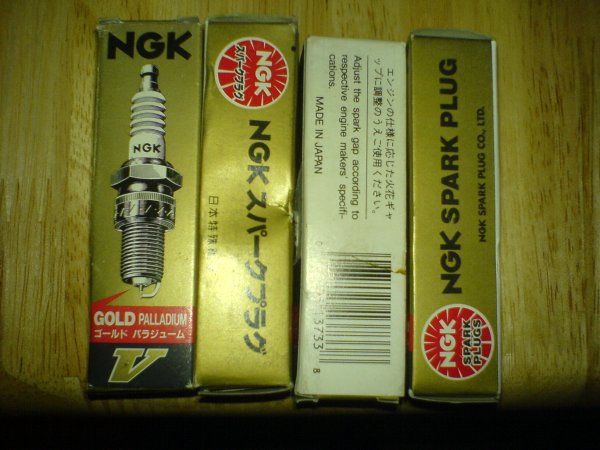 NGK
NGK
GOLD PALLADIUM
ゴールド パラジューム
V
NGK
スパークプラグ
NGK スパークプラグ
日本特殊
エンジンの仕様に応じた火花ギャ
ップに調整のうえご使用ください。
Adjust the spark gap according to
respective engine makers' specifi-
cations.
MADE IN JAPAN
3733
8
NGK SPARK PLUG
NGK SPARK PLUG CO., LTD.
NGK
SPARK
PLUGS